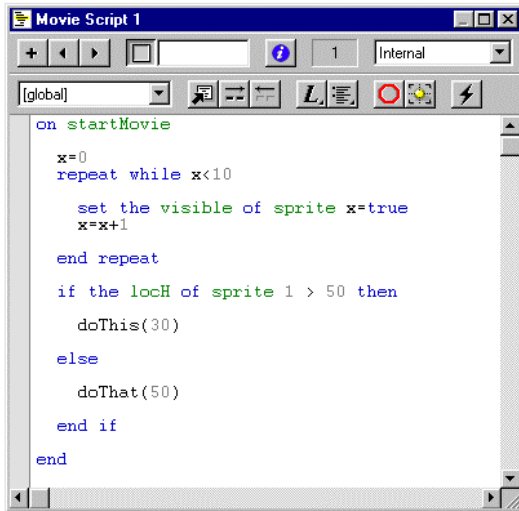 Movie Script 1
1
Internal
[global]
L
on startMovie
x=0
repeat while x<10
set the visible of sprite x=true
x=x+1
end repeat
if the locH of sprite 1 > 50 then
doThis(30)
else
doThat(50)
end if
end